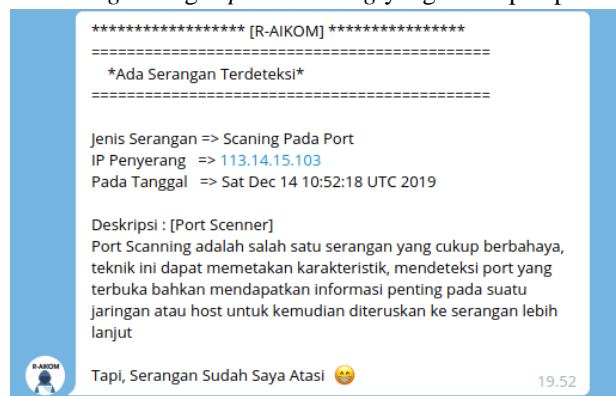 ****************** [R-AIKOM] ****************
=============================================
*Ada Serangan Terdeteksi*
=============================================
Jenis Serangan => Scaning Pada Port
IP Penyerang => 113.14.15.103
Pada Tanggal => Sat Dec 14 10:52:18 UTC 2019
Deskripsi : [Port Scenner]
Port Scanning adalah salah satu serangan yang cukup berbahaya,
teknik ini dapat memetakan karakteristik, mendeteksi port yang
terbuka bahkan mendapatkan informasi penting pada suatu
jaringan atau host untuk kemudian diteruskan ke serangan lebih
lanjut
R-AIKOM
Tapi, Serangan Sudah Saya Atasi 😁
19.52